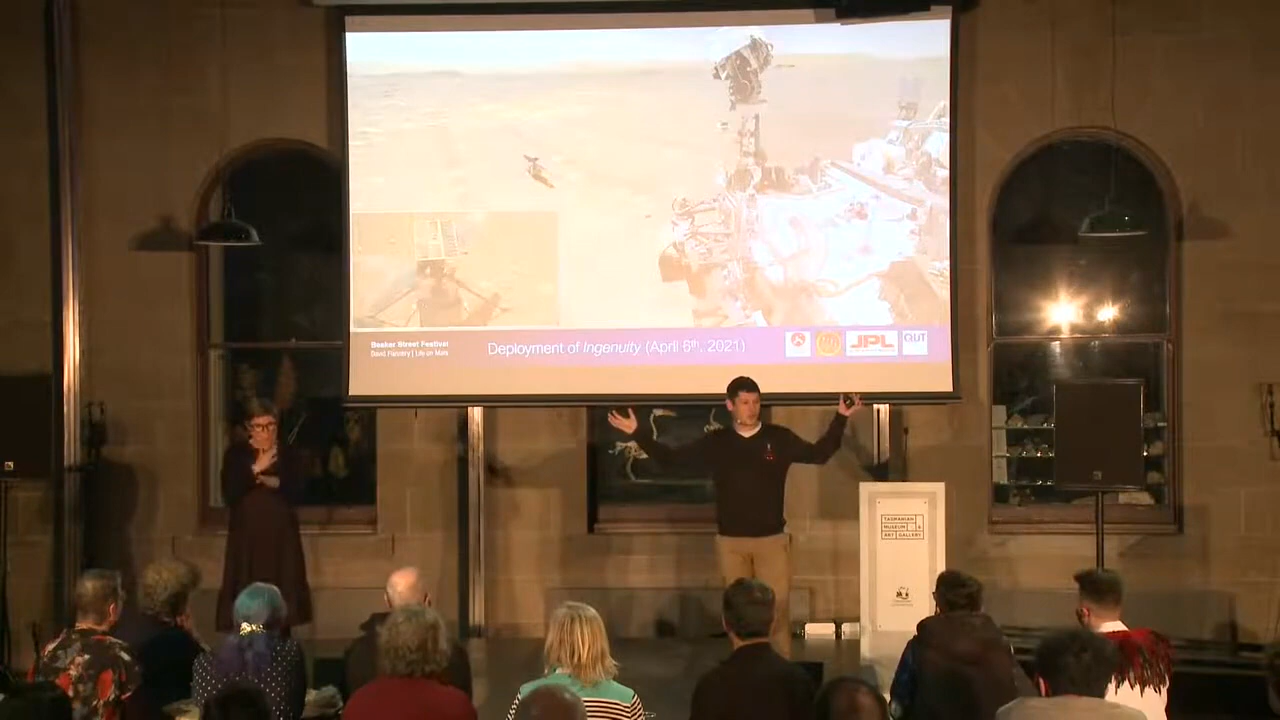 Beaker Street Festival
David Flannery | Life on Mars
Deployment of Ingenuity (April 6th, 2021)
JPL
QUT
TASMANIAN
MUSEUM &
ART GALLERY